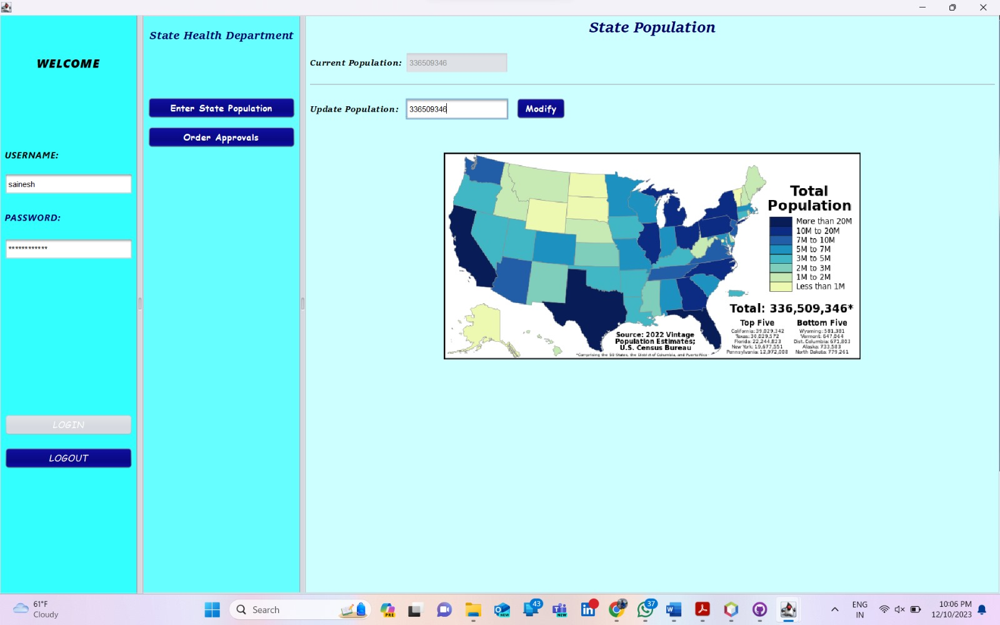 WELCOME
USERNAME:
sainesh
PASSWORD:
************
LOGIN
LOGOUT
State Health Department
Enter State Population
Order Approvals
State Population
Current Population:
336509346
Update Population:
336509346
Modify
Total
Population
More than 20M
10M to 20M
7M to 10M
5M to 7M
3M to 5M
2M to 3M
1M to 2M
Less than 1M
Total: 336,509,346*
Top Five
California: 39,029,342
Texas: 30,029,572
Florida: 22,244,823
New York: 19,677,551
Pennsylvania: 12,972,008
Bottom Five
Wyoming: 581,381
Vermont: 647,064
Dist. Columbia: 671,803
Alaska: 733,583
North Dakota: 779,261
Source: 2022 Vintage
Population Estimates;
U.S. Census Bureau
*Comprising the 50 States, the District of Columbia, and Puerto Rico
61°F
Cloudy
Search
PRE
NEW
43
NEW
in
37
W
ENG
IN
10:06 PM
12/10/2023